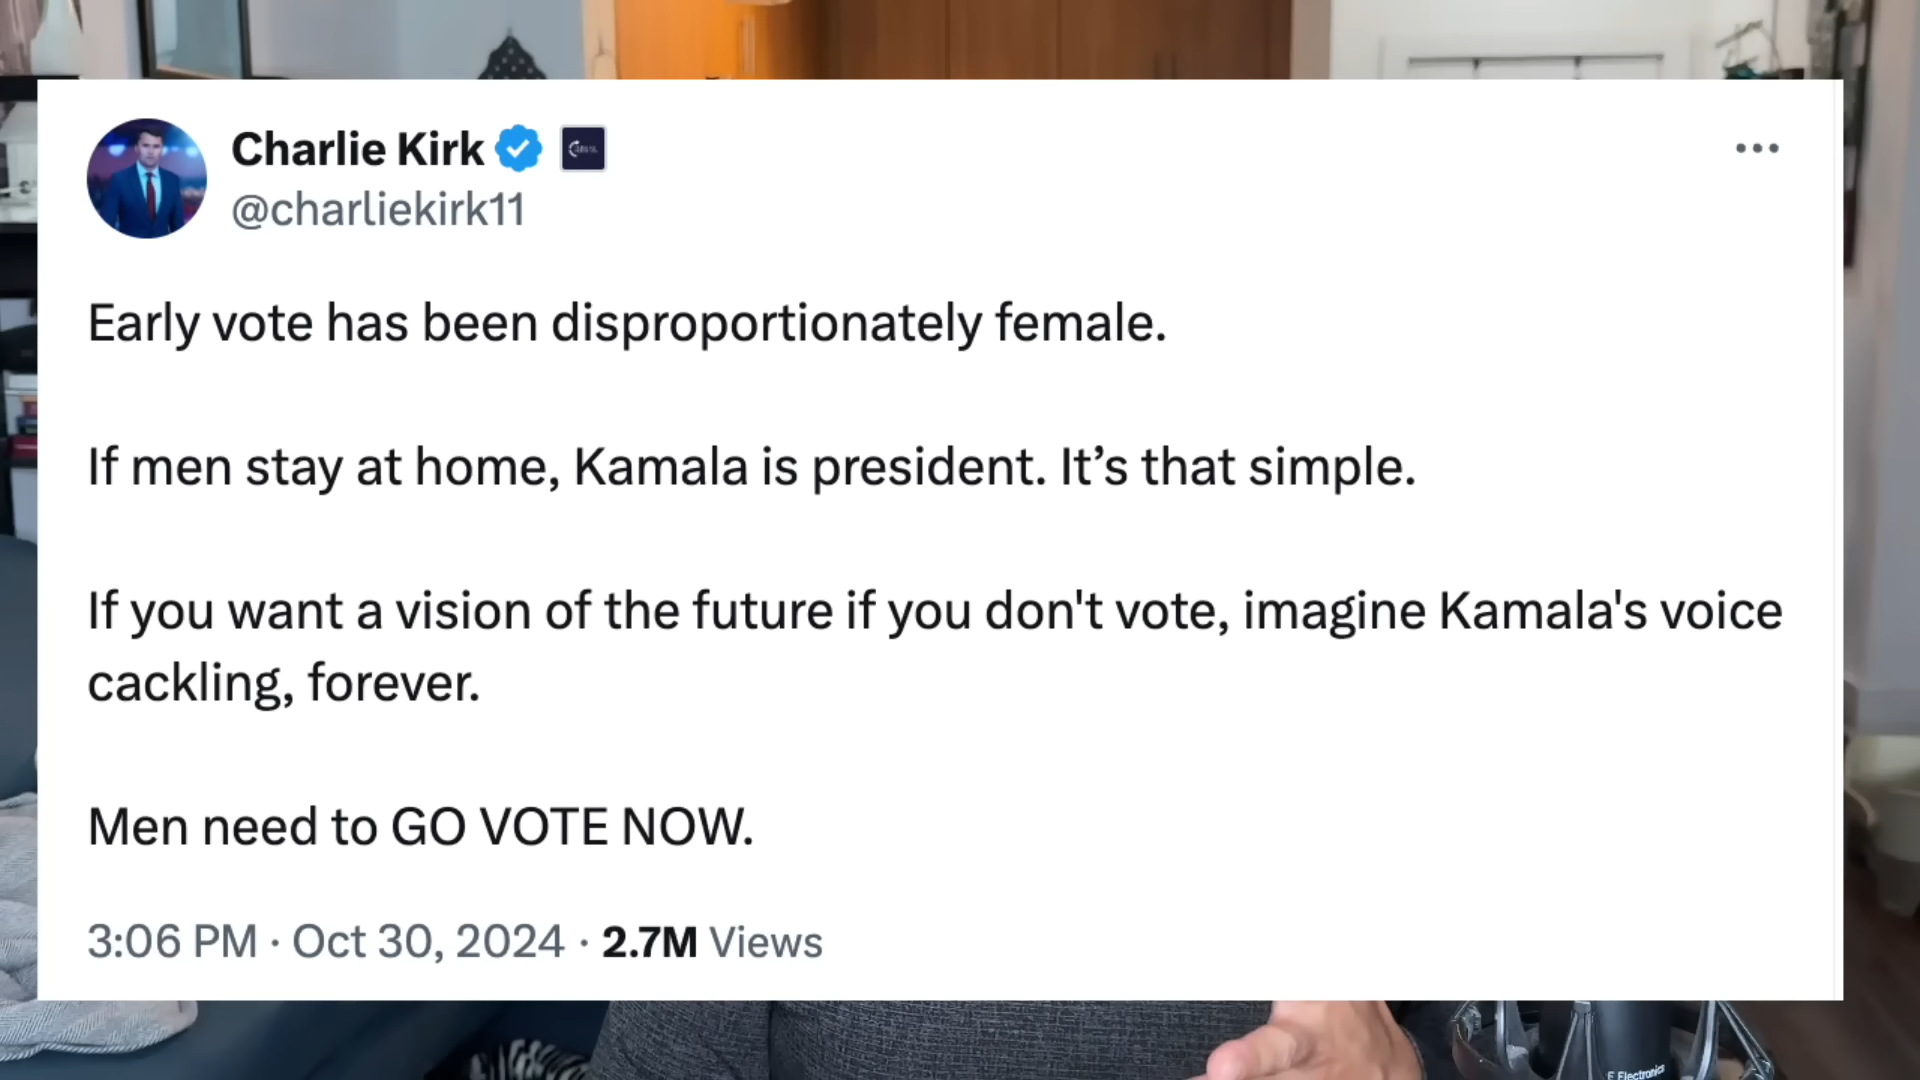 Charlie Kirk
@charliekirk11
Early vote has been disproportionately female.
If men stay at home, Kamala is president. It’s that simple.
If you want a vision of the future if you don't vote, imagine Kamala's voice
cackling, forever.
Men need to GO VOTE NOW.
3:06 PM · Oct 30, 2024 · 2.7M Views
Electronics